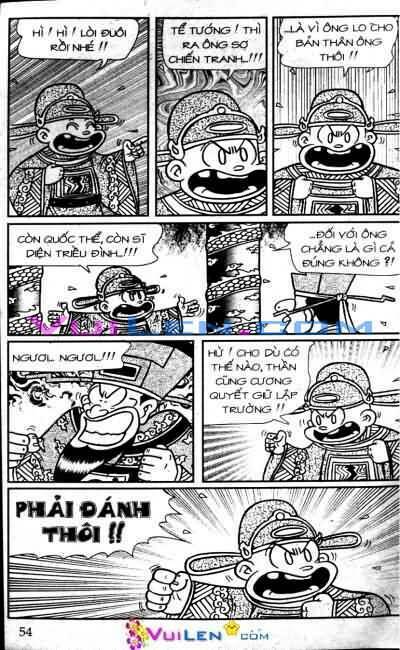 HÌ ! HÌ ! LÒI ĐUÔI
RỒI NHÉ !!
TỂ TƯỚNG ! THÌ
RA ÔNG SỢ
CHIẾN TRANH...!!!
...LÀ VÌ ÔNG LO CHO
BẢN THÂN ÔNG
THÔI !!
CÒN QUỐC THỂ, CÒN SĨ
DIỆN TRIỀU ĐÌNH...!!!
...ĐỐI VỚI ÔNG
CHẲNG LÀ GÌ CẢ
ĐÚNG KHÔNG ?!
VuiLen.com
NGƯƠI.. NGƯƠI...!!!
HỪ ! CHO DÙ CÓ
THẾ NÀO, THẦN
CŨNG CƯƠNG
QUYẾT GIỮ LẬP
TRƯỜNG !!
PHẢI ĐÁNH
THÔI !!
54
VuiLen.com